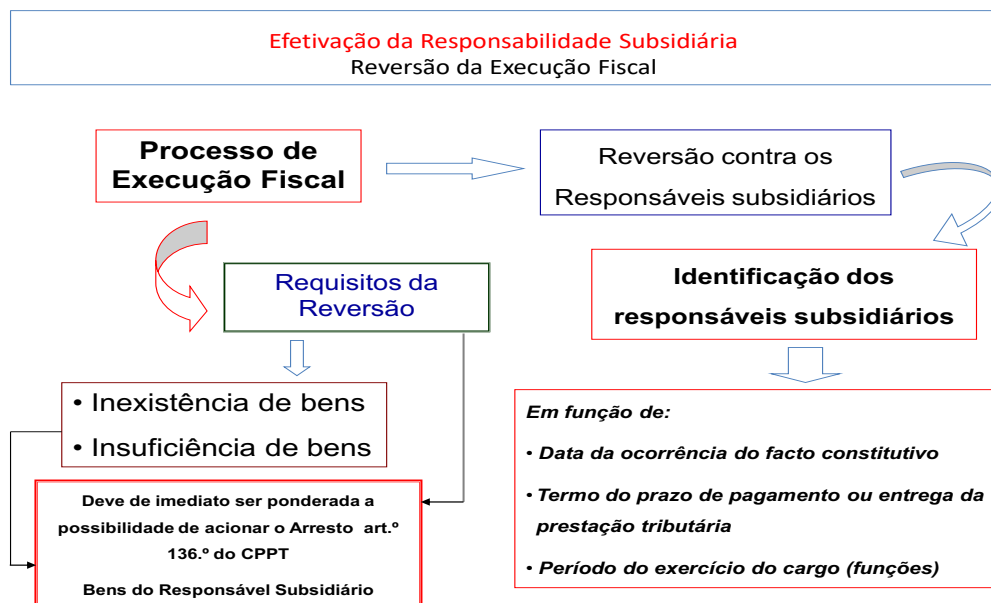 Efetivação da Responsabilidade Subsidiária
Reversão da Execução Fiscal
Processo de
Execução Fiscal
Reversão contra os
Responsáveis subsidiários
Requisitos da
Reversão
Identificação dos
responsáveis subsidiários
• Inexistência de bens
• Insuficiência de bens
Deve de imediato ser ponderada a
possibilidade de acionar o Arresto art.º
136.º do CPPT
Bens do Responsável Subsidiário
Em função de:
• Data da ocorrência do facto constitutivo
• Termo do prazo de pagamento ou entrega da
prestação tributária
• Período do exercício do cargo (funções)